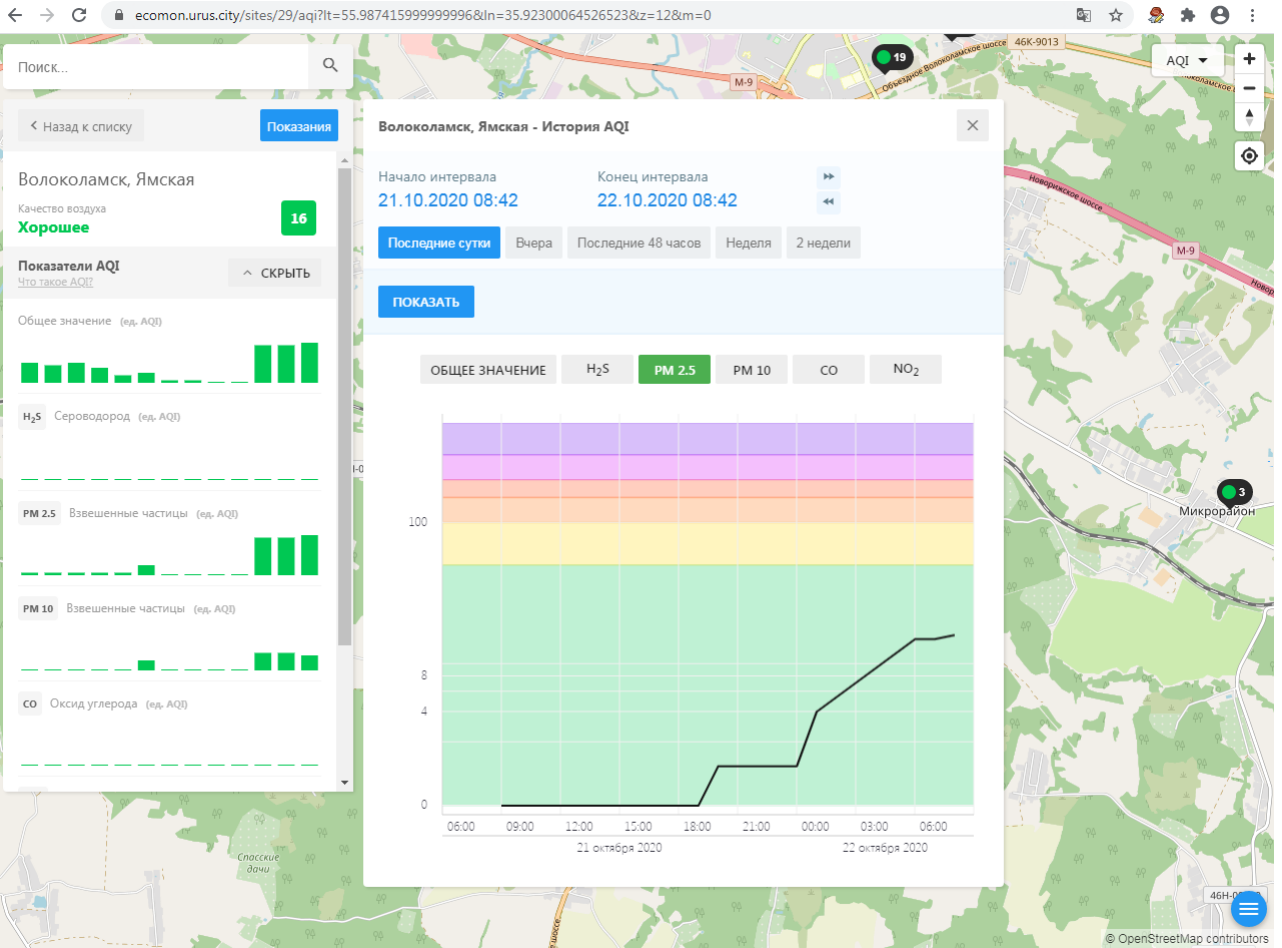 ecomon.urus.city/sites/29/aqi?lt=55.987415999999996&ln=35.92300064526523&z=12&m=0
Поиск...
19
Объездное Волоколамское шоссе
46К-9013
М-9
AQI
Назад к списку
Показания
Волоколамск, Ямская
Качество воздуха
Хорошее
16
Показатели AQI
Что такое AQI?
СКРЫТЬ
Общее значение (ед. AQI)
H2S Сероводород (ед. AQI)
PM 2.5 Взвешенные частицы (ед. AQI)
PM 10 Взвешенные частицы (ед. AQI)
CO Оксид углерода (ед. AQI)
Волоколамск, Ямская - История AQI
Начало интервала
Конец интервала
21.10.2020 08:42
22.10.2020 08:42
Последние сутки
Вчера
Последние 48 часов
Неделя
2 недели
ПОКАЗАТЬ
ОБЩЕЕ ЗНАЧЕНИЕ
H2S
PM 2.5
PM 10
CO
NO2
100
8
4
0
06:00 09:00 12:00 15:00 18:00 21:00 00:00 03:00 06:00
21 октября 2020 22 октября 2020
Новорижское шоссе
М-9
3
Микрорайон
Спасские
дачи
шоссе
© OpenStreetMap contributors